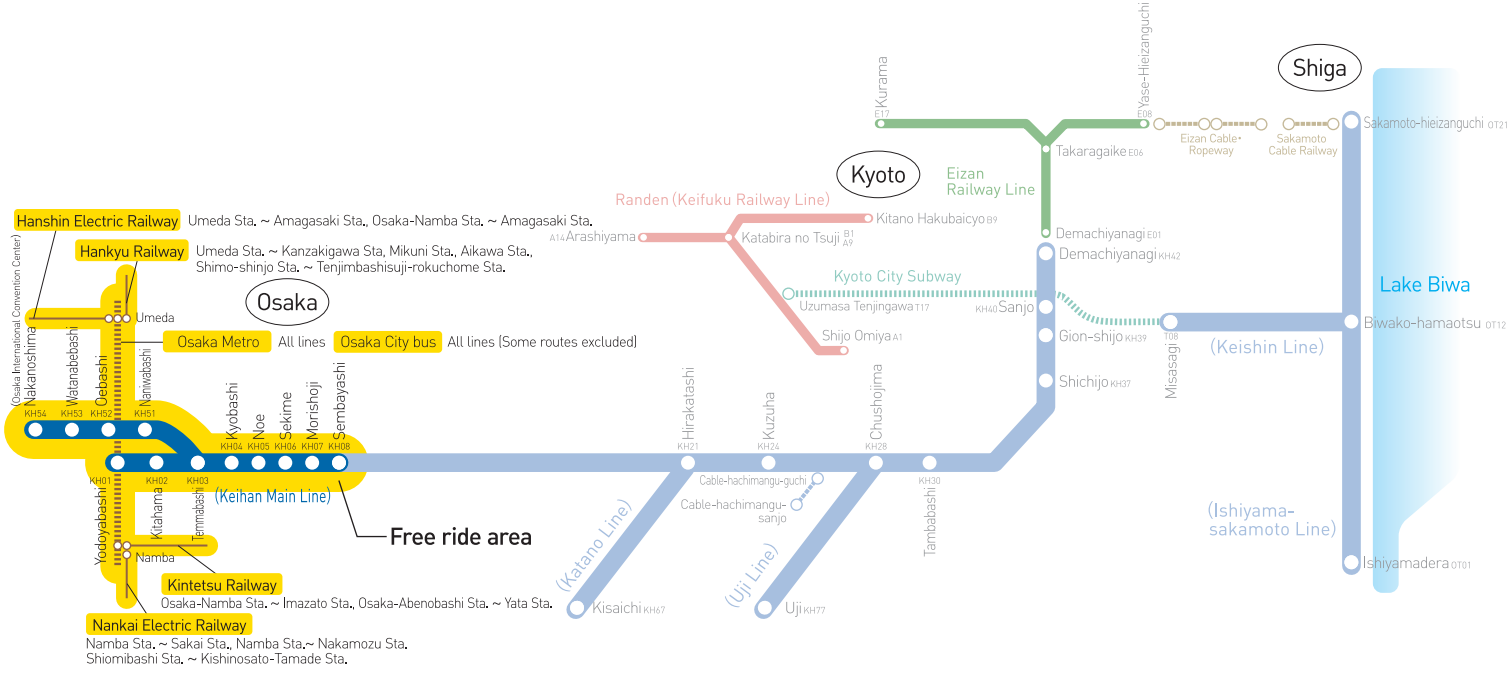 Shiga
Kurama
E17
Yase-Hieizanguchi
E08
Eizan Cable・
Ropeway
Sakamoto
Cable Railway
Sakamoto-hieizanguchi OT21
Takaragaike E06
Kyoto
Eizan
Railway Line
Randen (Keifuku Railway Line)
Kitano Hakubaicyo B9
A14 Arashiyama
Katabira no Tsuji B1
A9
Demachiyanagi E01
Demachiyanagi KH42
Hanshin Electric Railway
Umeda Sta. ~ Amagasaki Sta., Osaka-Namba Sta. ~ Amagasaki Sta.
Hankyu Railway
Umeda Sta. ~ Kanzakigawa Sta, Mikuni Sta., Aikawa Sta.,
Shimo-shinjo Sta. ~ Tenjimbashisuji-rokuchome Sta.
Kyoto City Subway
Uzumasa Tenjingawa T17
KH40 Sanjo
Lake Biwa
Osaka
Umeda
Osaka Metro
All lines
Osaka City bus
All lines (Some routes excluded)
Shijo Omiya A1
Gion-shijo KH39
T08
Misasagi
Biwako-hamaotsu OT12
(Keishin Line)
Shichijo KH37
(Osaka International Convention Center)
Nakanoshima
KH54
Watanabebashi
KH53
Oebashi
KH52
Naniwabashi
KH51
Kyobashi
KH04
Noe
KH05
Sekime
KH06
Morishoji
KH07
Sembayashi
KH08
Hirakatashi
KH21
Kuzuha
KH24
Chushojima
KH28
KH01
Yodoyabashi
KH02
Kitahama
KH03
Temmabashi
(Keihan Main Line)
Cable-hachimangu-guchi
Cable-hachimangu-
sanjo
KH30
Tambabashi
Free ride area
(Katano Line)
(Uji Line)
(Ishiyama-
sakamoto Line)
Namba
Ishiyamadera OT01
Kintetsu Railway
Osaka-Namba Sta. ~ Imazato Sta., Osaka-Abenobashi Sta. ~ Yata Sta.
Kisaichi KH67
Uji KH77
Nankai Electric Railway
Namba Sta. ~ Sakai Sta., Namba Sta.~ Nakamozu Sta.
Shiomibashi Sta. ~ Kishinosato-Tamade Sta.